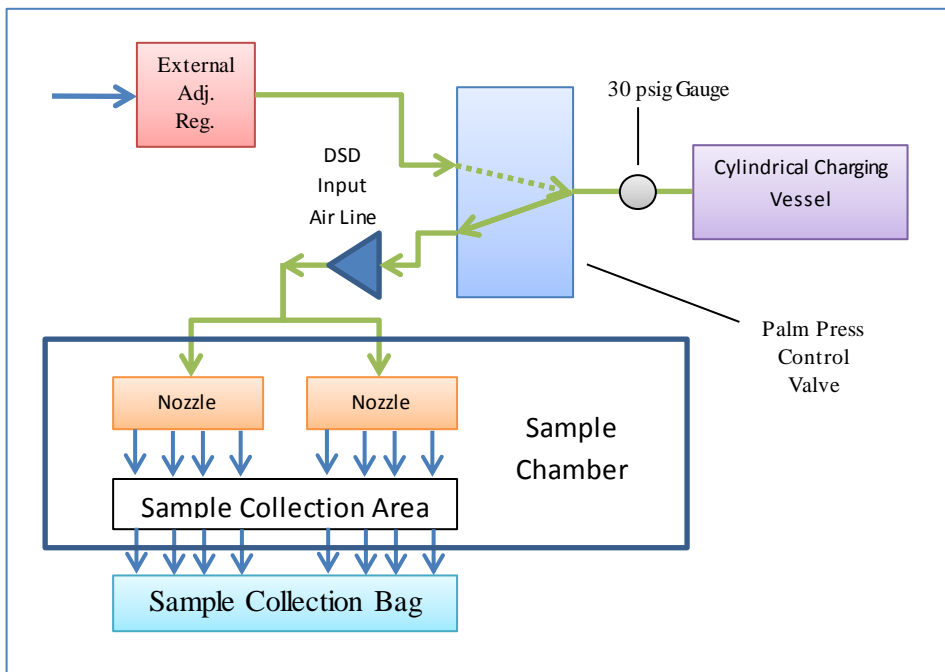 External
Adj.
Reg.
30 psig Gauge
DSD
Input
Air Line
Cylindrical Charging
Vessel
Palm Press
Control
Valve
Nozzle
Nozzle
Sample
Chamber
Sample Collection Area
Sample Collection Bag